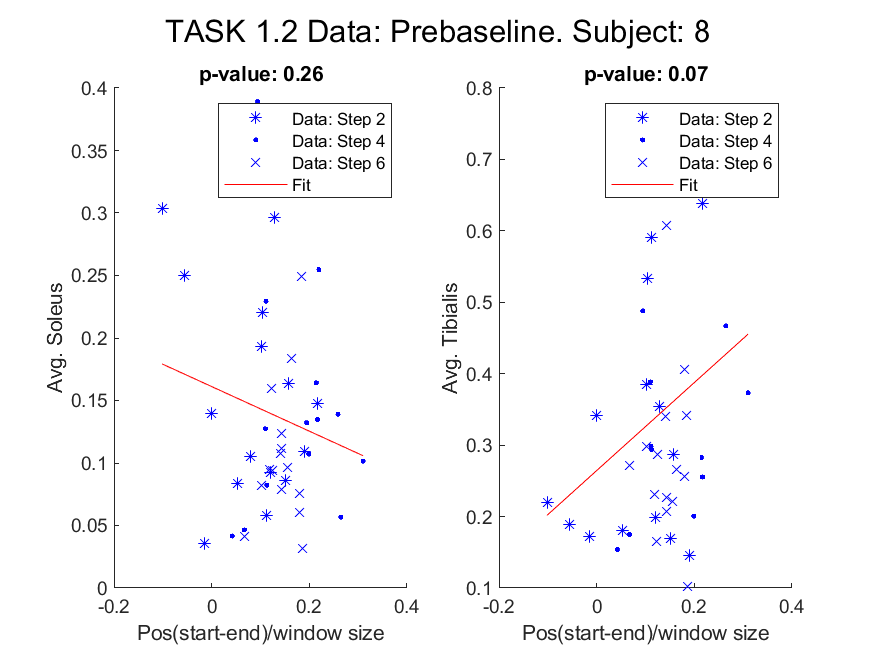 TASK 1.2 Data: Prebaseline. Subject: 8
p-value: 0.26
Avg. Soleus
0.4
0.35
0.3
0.25
0.2
0.15
0.1
0.05
0
Data: Step 2
Data: Step 4
Data: Step 6
Fit
-0.2 0 0.2 0.4
Pos(start-end)/window size
p-value: 0.07
Avg. Tibialis
0.8
0.7
0.6
0.5
0.4
0.3
0.2
0.1
Data: Step 2
Data: Step 4
Data: Step 6
Fit
-0.2 0 0.2 0.4
Pos(start-end)/window size